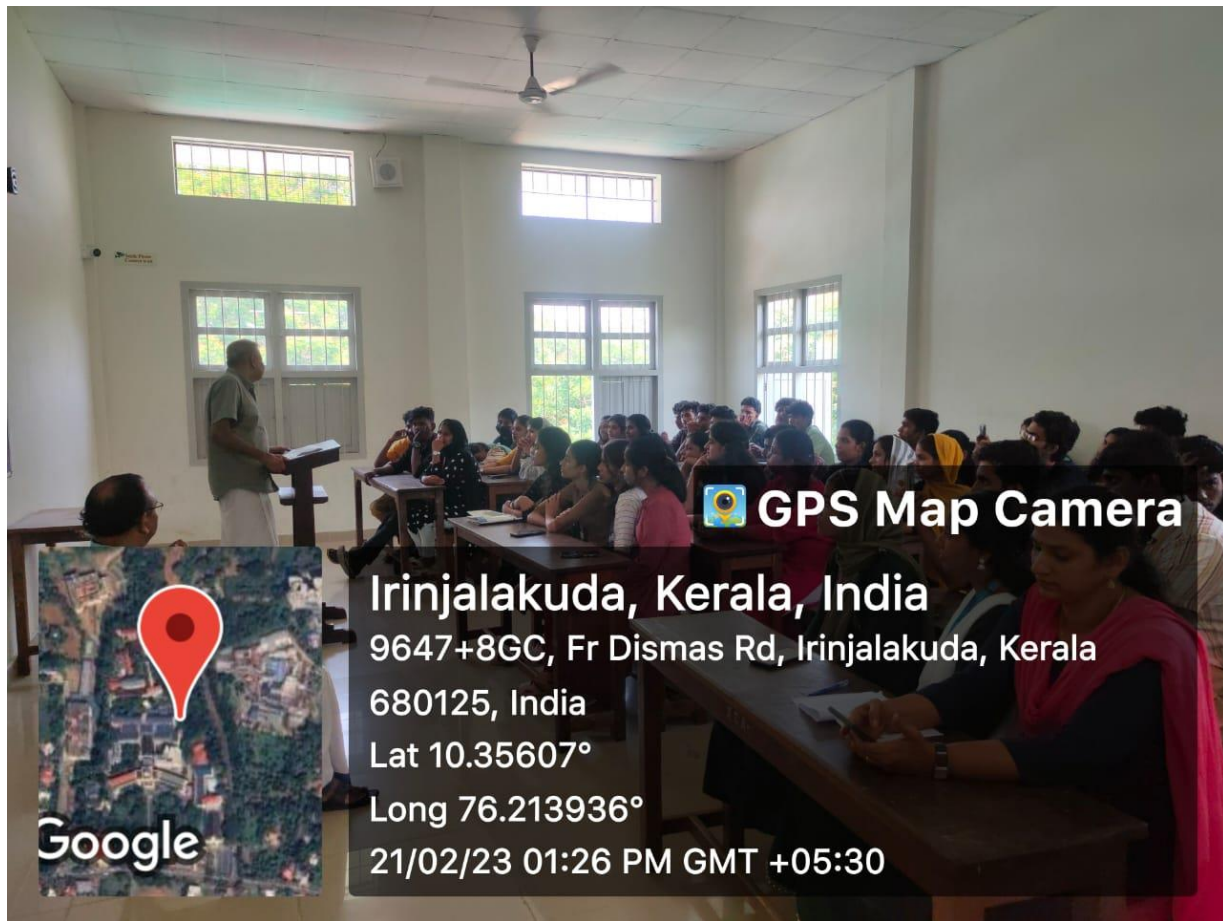 GPS Map Camera
Irinjalakuda, Kerala, India
9647+8GC, Fr Dismas Rd, Irinjalakuda, Kerala
680125, India
Lat 10.35607°
Long 76.213936°
21/02/23 01:26 PM GMT +05:30
Google